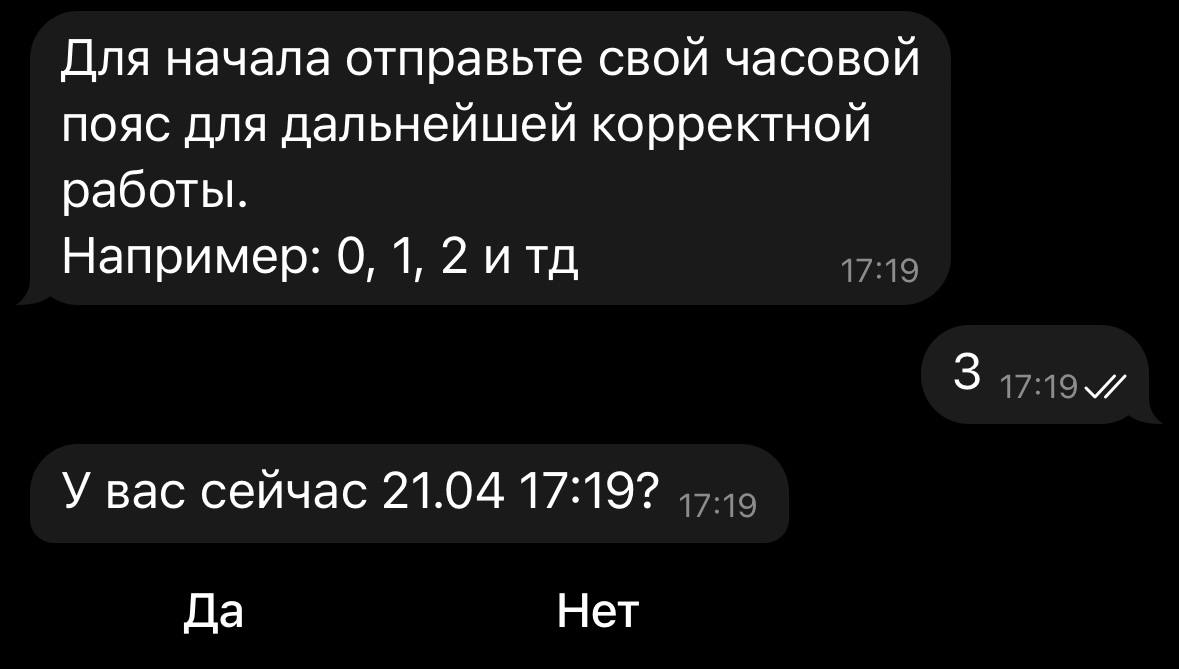 Для начала отправьте свой часовой
пояс для дальнейшей корректной
работы.
Например: 0, 1, 2 и тд
17:19
3 17:19
У вас сейчас 21.04 17:19? 17:19
Да Нет